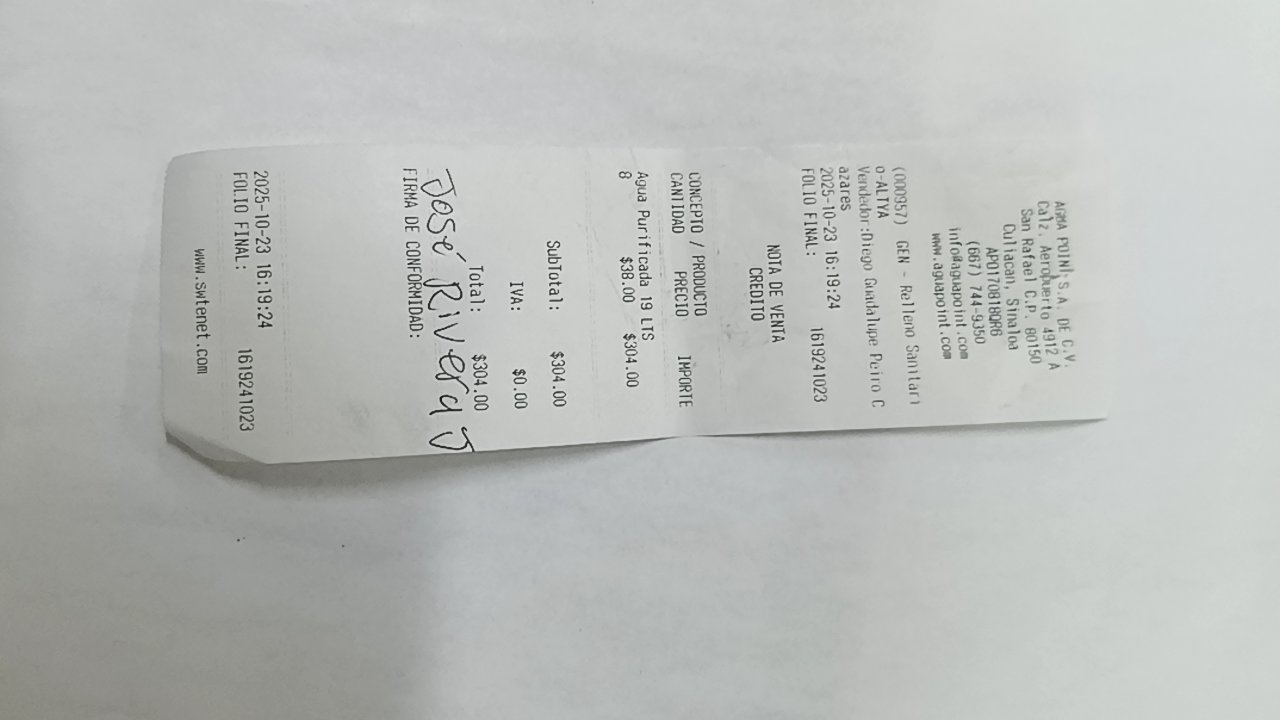 AGUA POINT S.A. DE C.V.
Calz. Aeropuerto 4912 A
San Rafael C.P. 80150
Culiacan, Sinaloa
APO170818QR6
(667) 744-9350
info@aguapoint.com
www.aguapoint.com
(000957) GEN - Relleno Sanitari
o-ALTYA
Vendedor:Diego Guadalupe Peiro C
azares
2025-10-23 16:19:24
FOLIO FINAL: 1619241023
NOTA DE VENTA
CREDITO
CONCEPTO / PRODUCTO
CANTIDAD PRECIO IMPORTE
Agua Purificada 19 LTS
8 $38.00 $304.00
SubTotal: $304.00
IVA: $0.00
Total: $304.00
José Rivera J
FIRMA DE CONFORMIDAD:
2025-10-23 16:19:24
FOLIO FINAL: 1619241023
www.swtenet.com